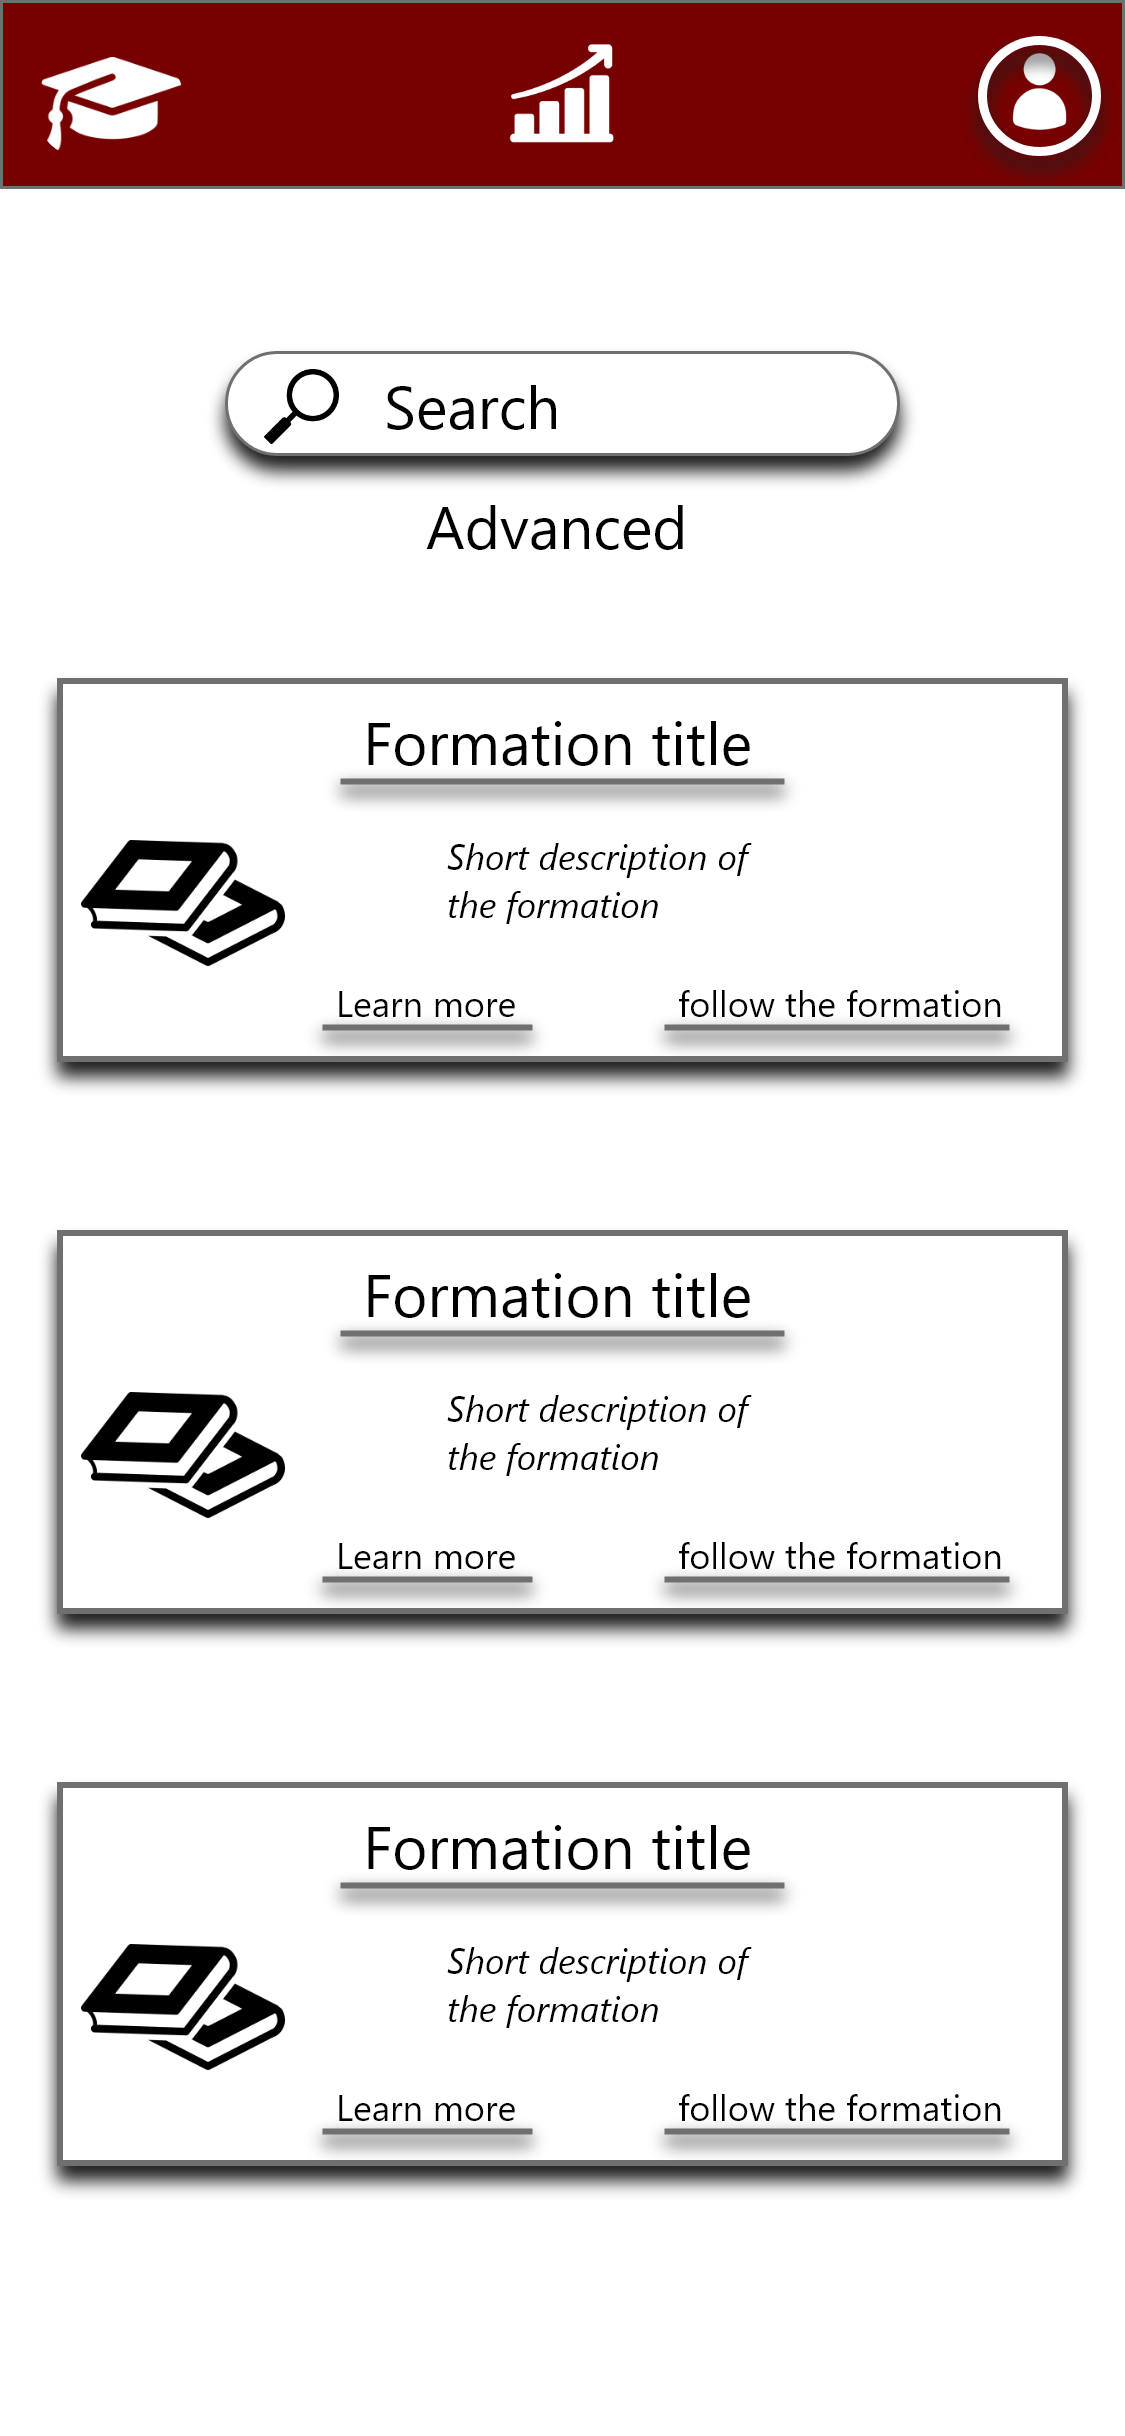 Search
Advanced
Formation title
Short description of
the formation
Learn more
follow the formation
Formation title
Short description of
the formation
Learn more
follow the formation
Formation title
Short description of
the formation
Learn more
follow the formation